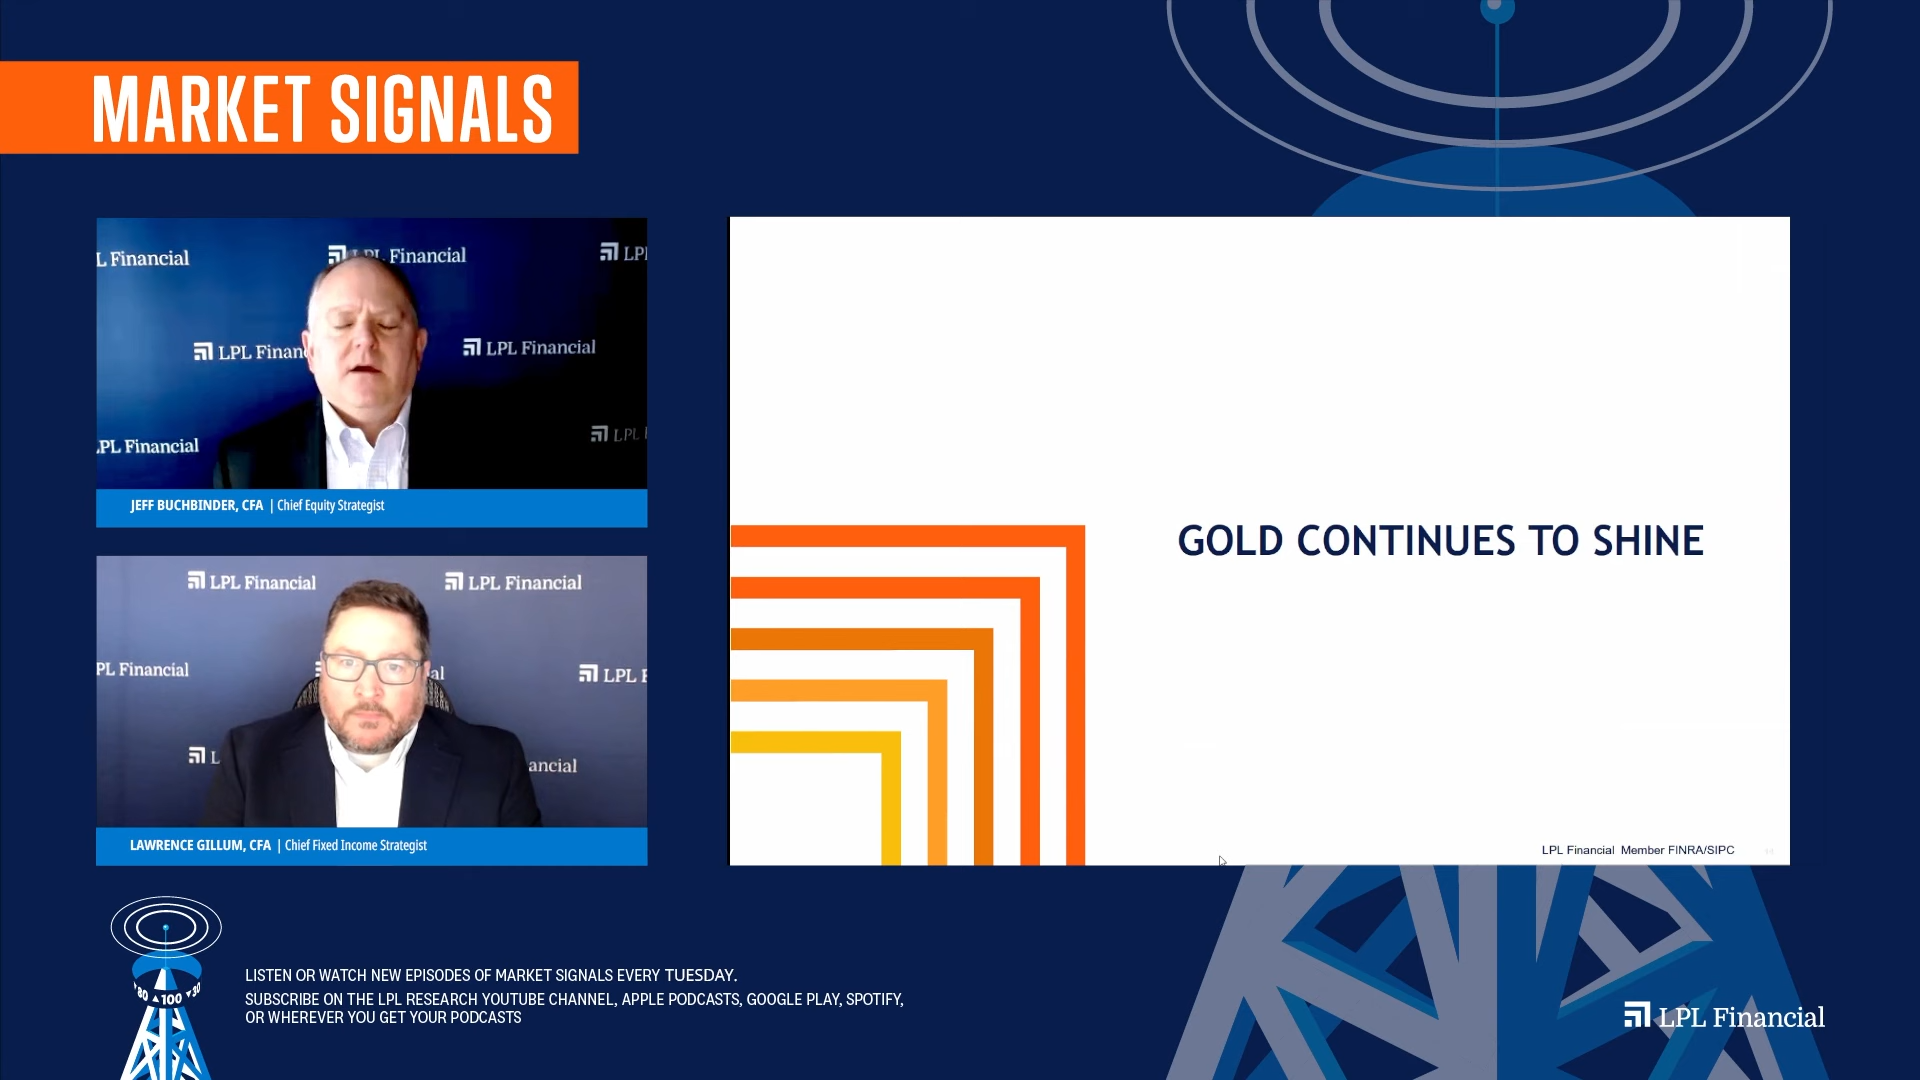 MARKET SIGNALS
L Financial
LPL Financial
LPL
LPL Financial
LPL Financial
LPL
JEFF BUCHBINDER, CFA | Chief Equity Strategist
LPL Financial
LPL Financial
PL Financial
LPL F
ancial
LAWRENCE GILLUM, CFA | Chief Fixed Income Strategist
GOLD CONTINUES TO SHINE
LPL Financial Member FINRA/SIPC
80 100 30
LISTEN OR WATCH NEW EPISODES OF MARKET SIGNALS EVERY TUESDAY.
SUBSCRIBE ON THE LPL RESEARCH YOUTUBE CHANNEL, APPLE PODCASTS, GOOGLE PLAY, SPOTIFY,
OR WHEREVER YOU GET YOUR PODCASTS
LPL Financial